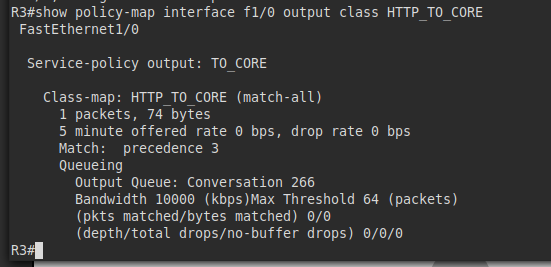 R3#show policy-map interface f1/0 output class HTTP_TO_CORE
FastEthernet1/0
Service-policy output: TO_CORE
Class-map: HTTP_TO_CORE (match-all)
1 packets, 74 bytes
5 minute offered rate 0 bps, drop rate 0 bps
Match:  precedence 3
Queueing
Output Queue: Conversation 266
Bandwidth 10000 (kbps)Max Threshold 64 (packets)
(pkts matched/bytes matched) 0/0
(depth/total drops/no-buffer drops) 0/0/0
R3#